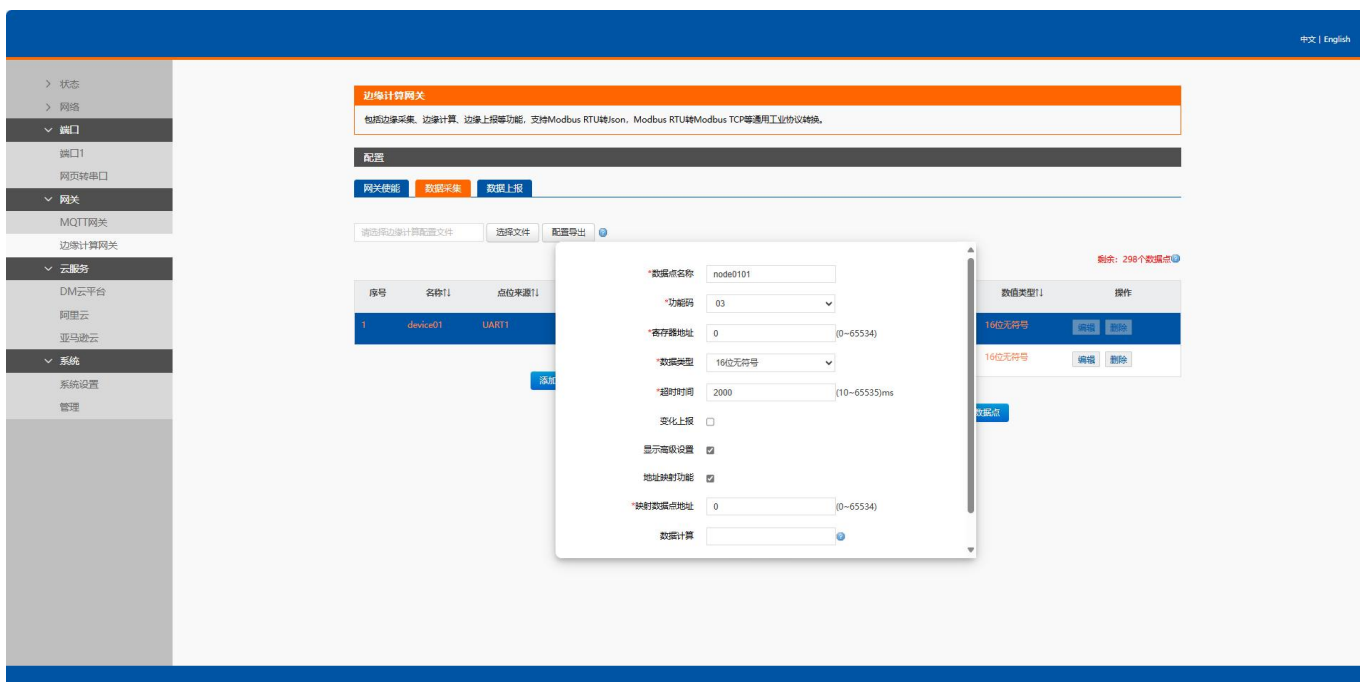 中文 | English
状态
网络
端口
端口1
网页转串口
网关
MQTT网关
边缘计算网关
云服务
DM云平台
阿里云
亚马逊云
系统
系统设置
管理
边缘计算网关
包括边缘采集、边缘计算、边缘上报等功能，支持Modbus RTU转Json，Modbus RTU转Modbus TCP等通用工业协议转换。
配置
网关使能 数据采集 数据上报
请选择边缘计算配置文件 选择文件 配置导出
剩余：298个数据点
序号 名称↑↓ 点位来源↑↓ 数值类型↑↓ 操作
1 device01 UART1 16位无符号 编辑 删除
16位无符号 编辑 删除
添加
数据点
*数据点名称 node0101
*功能码 03
*寄存器地址 0 (0~65534)
*数据类型 16位无符号
*超时时间 2000 (10~65535)ms
变化上报
显示高级设置
地址映射功能
*映射数据点地址 0 (0~65534)
数据计算